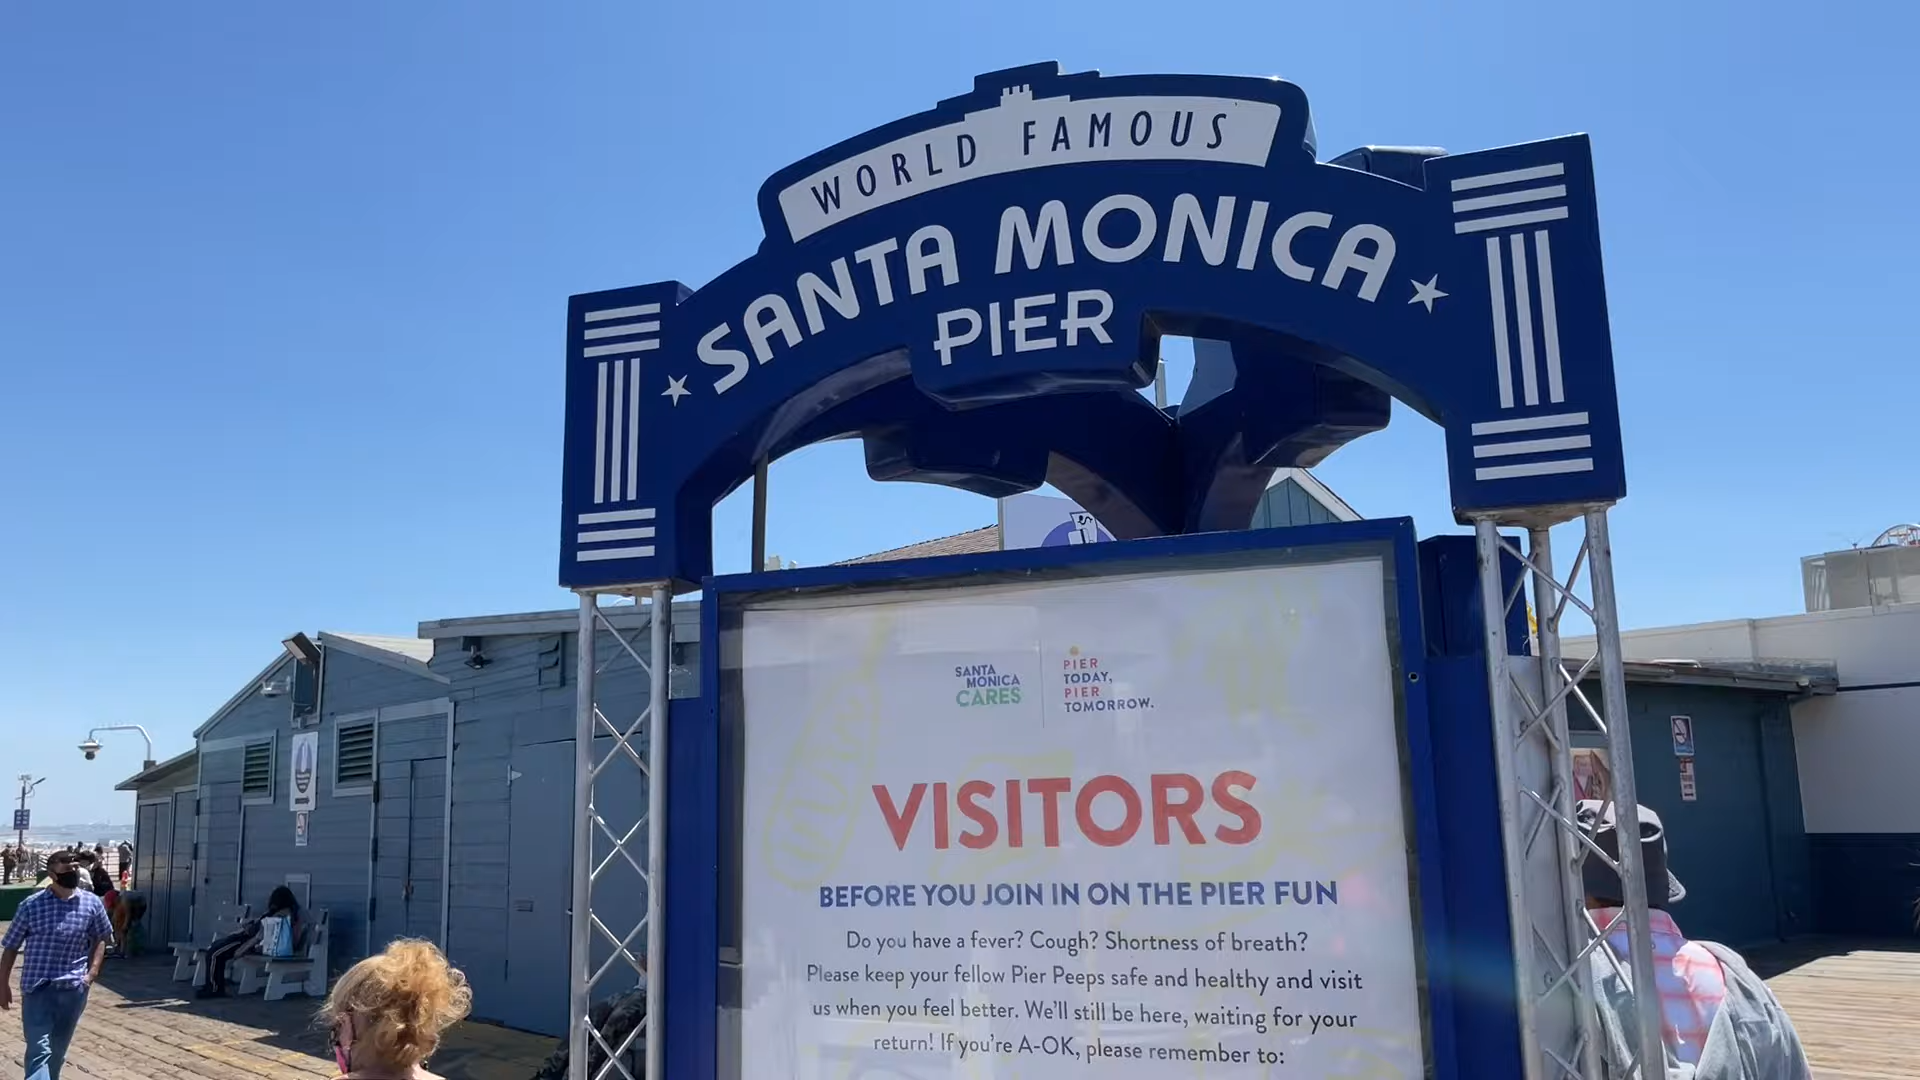 WORLD FAMOUS
SANTA MONICA
PIER
SANTA
MONICA
CARES
PIER
TODAY,
PIER
TOMORROW.
VISITORS
BEFORE YOU JOIN IN ON THE PIER FUN
Do you have a fever? Cough? Shortness of breath?
Please keep your fellow Pier Peeps safe and healthy and visit
us when you feel better. We'll still be here, waiting for your
return! If you're A-OK, please remember to: